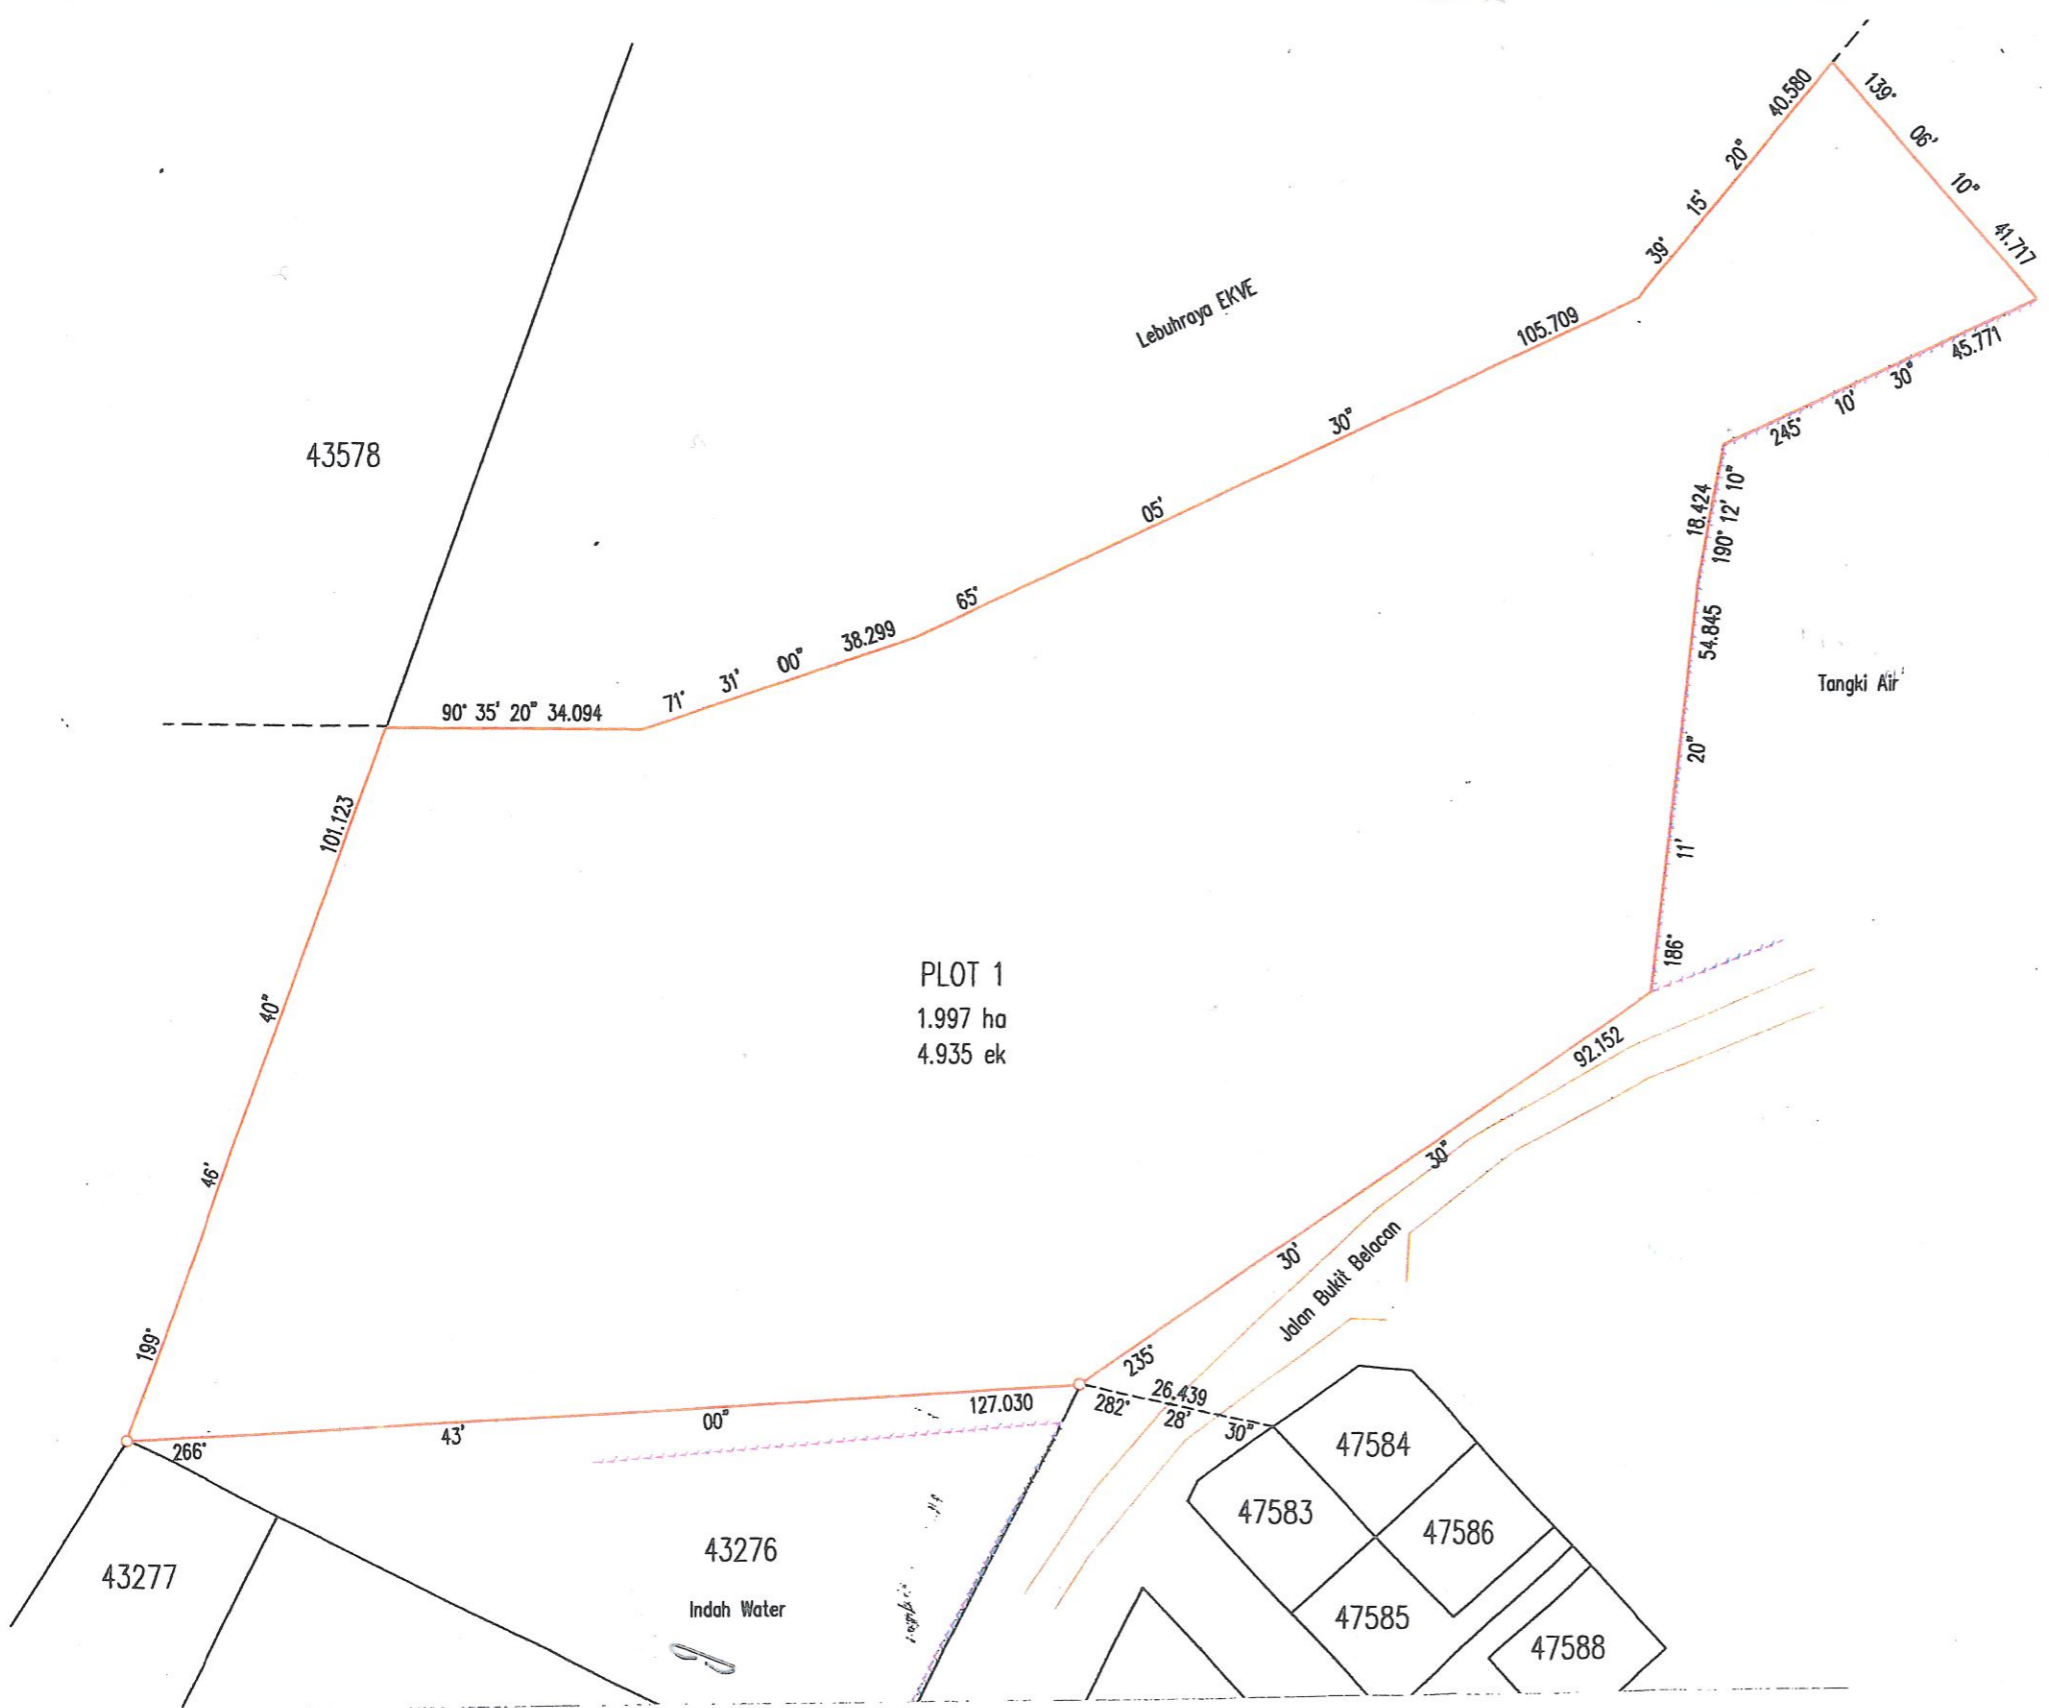 40.580
20"
15'
39°
139°
06'
10"
41.717
Lebuhraya EKVE
105.709
30"
05'
65°
245° 10' 30" 45.771
43578
18.424
190° 12' 10"
54.845
20"
11'
186°
Tangki Air
71° 31' 00" 38.299
90° 35' 20" 34.094
101.123
40"
46'
199°
PLOT 1
1.997 ha
4.935 ek
92.152
30"
30'
235°
Jalan Bukit Belacan
26.439
282° 28' 30"
266° 43' 00" 127.030
47584
47583
47586
43276
43277
Indah Water
47585
47588